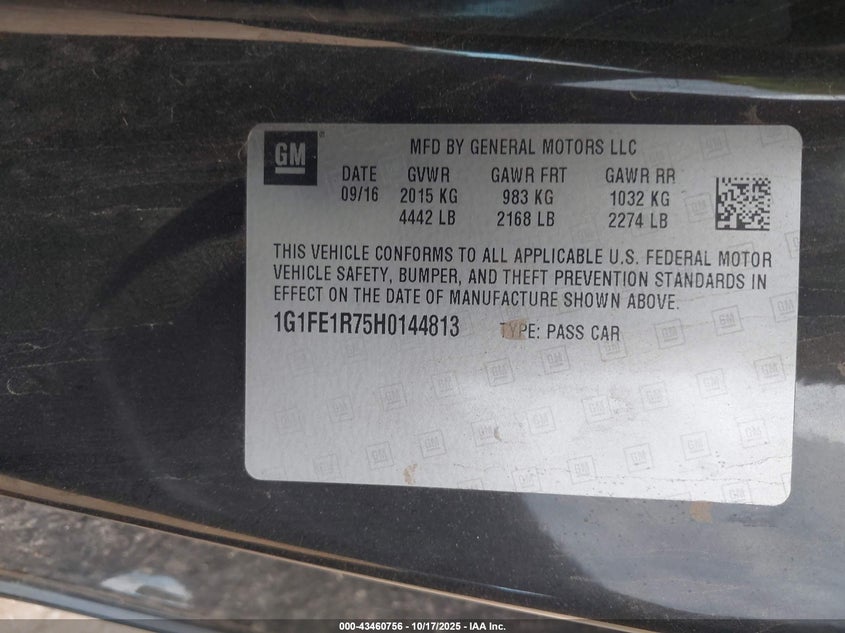 GM
MFD BY GENERAL MOTORS LLC
DATE GVWR GAWR FRT GAWR RR
09/16 2015 KG 983 KG 1032 KG
4442 LB 2168 LB 2274 LB
THIS VEHICLE CONFORMS TO ALL APPLICABLE U.S. FEDERAL MOTOR
VEHICLE SAFETY, BUMPER, AND THEFT PREVENTION STANDARDS IN
EFFECT ON THE DATE OF MANUFACTURE SHOWN ABOVE.
1G1FE1R75H0144813 TYPE: PASS CAR
000-43460756 - 10/17/2025 - IAA Inc.